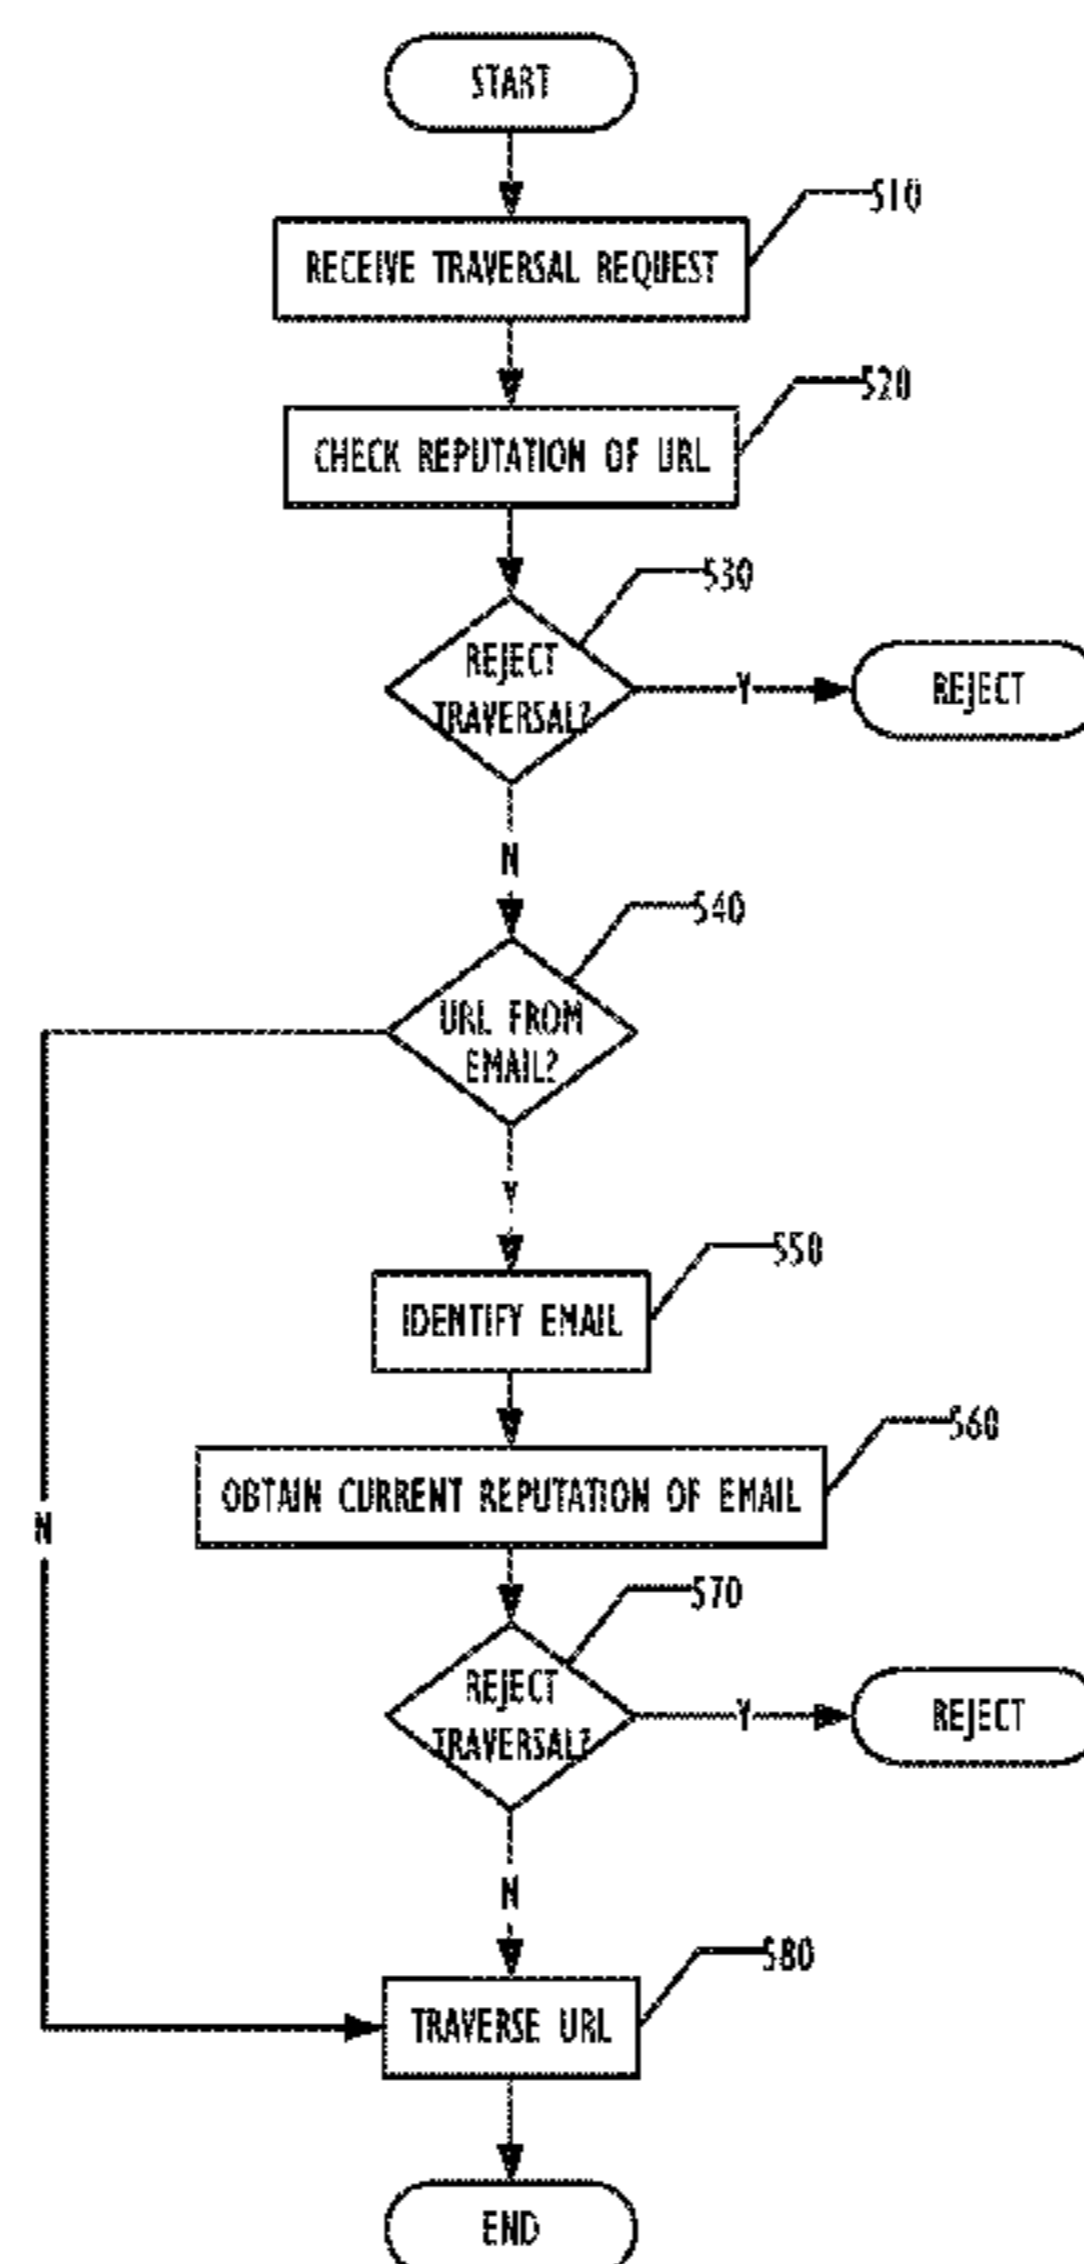 START
510
RECEIVE TRAVERSAL REQUEST
520
CHECK REPUTATION OF URL
530
REJECT
TRAVERSAL?
Y
REJECT
N
540
URL FROM
EMAIL?
Y
550
IDENTIFY EMAIL
560
OBTAIN CURRENT REPUTATION OF EMAIL
N
570
REJECT
TRAVERSAL?
Y
REJECT
N
580
TRAVERSE URL
END